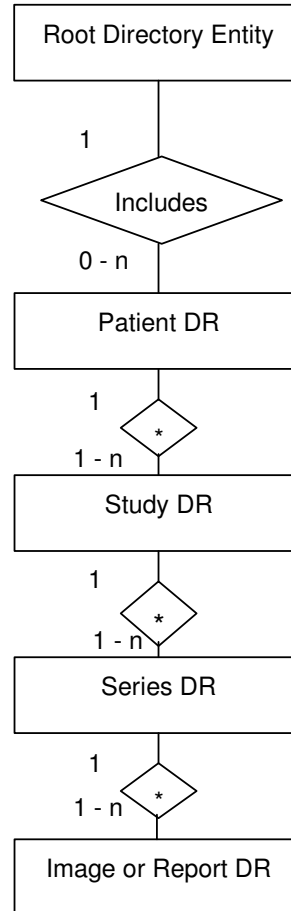 Root Directory Entity
1
Includes
0 - n
Patient DR
1
*
1 - n
Study DR
1
*
1 - n
Series DR
1
*
1 - n
Image or Report DR